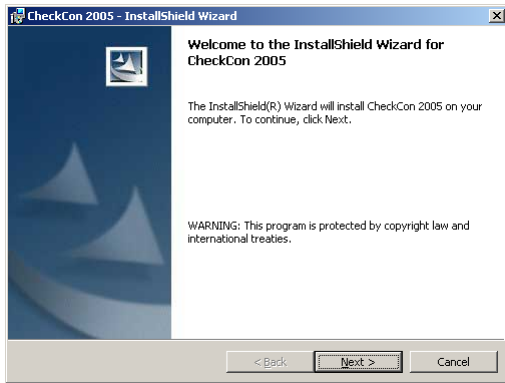 CheckCon 2005 - InstallShield Wizard
Welcome to the InstallShield Wizard for
CheckCon 2005
The InstallShield(R) Wizard will install CheckCon 2005 on your
computer. To continue, click Next.
WARNING: This program is protected by copyright law and
international treaties.
< Back Next > Cancel